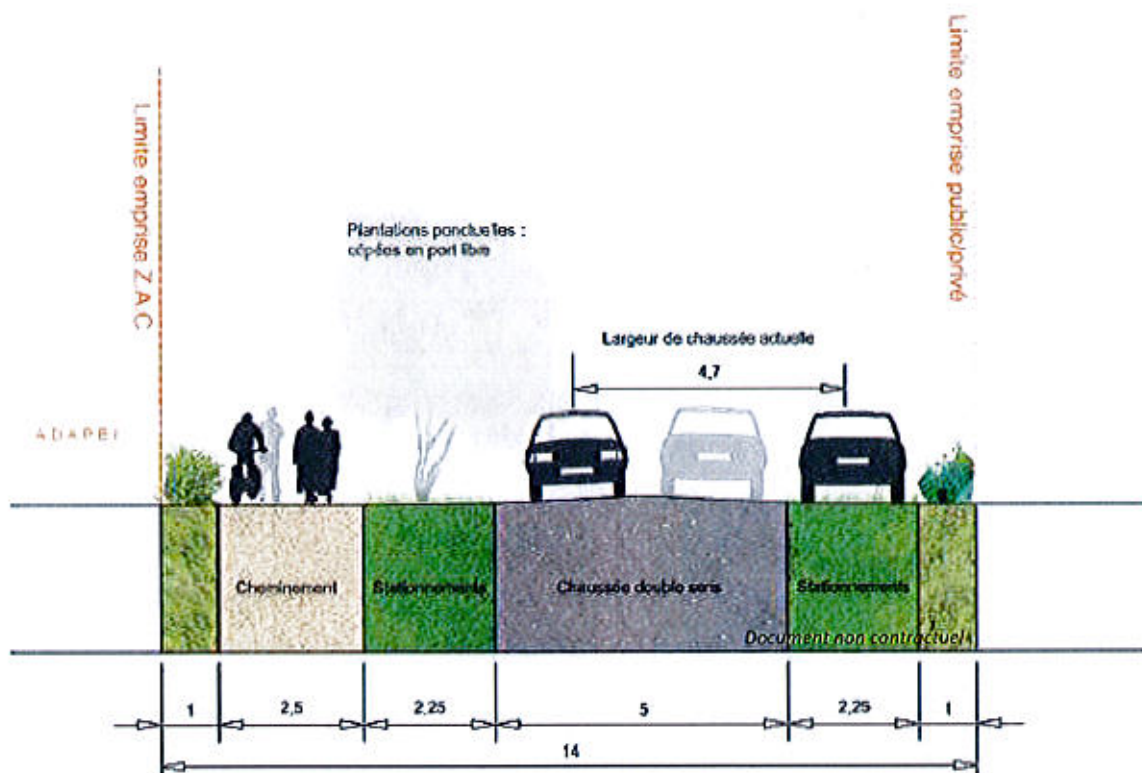 Limite emprise Z.A.C
Limite emprise public/privé
Plantations ponctuelles :
cépées en port libre
Largeur de chaussée actuelle
4,7
ADAPEI
Cheminement
Stationnements
Chaussée double sens
Stationnements
Document non contractuel
1
2,5
2,25
5
2,25
1
14